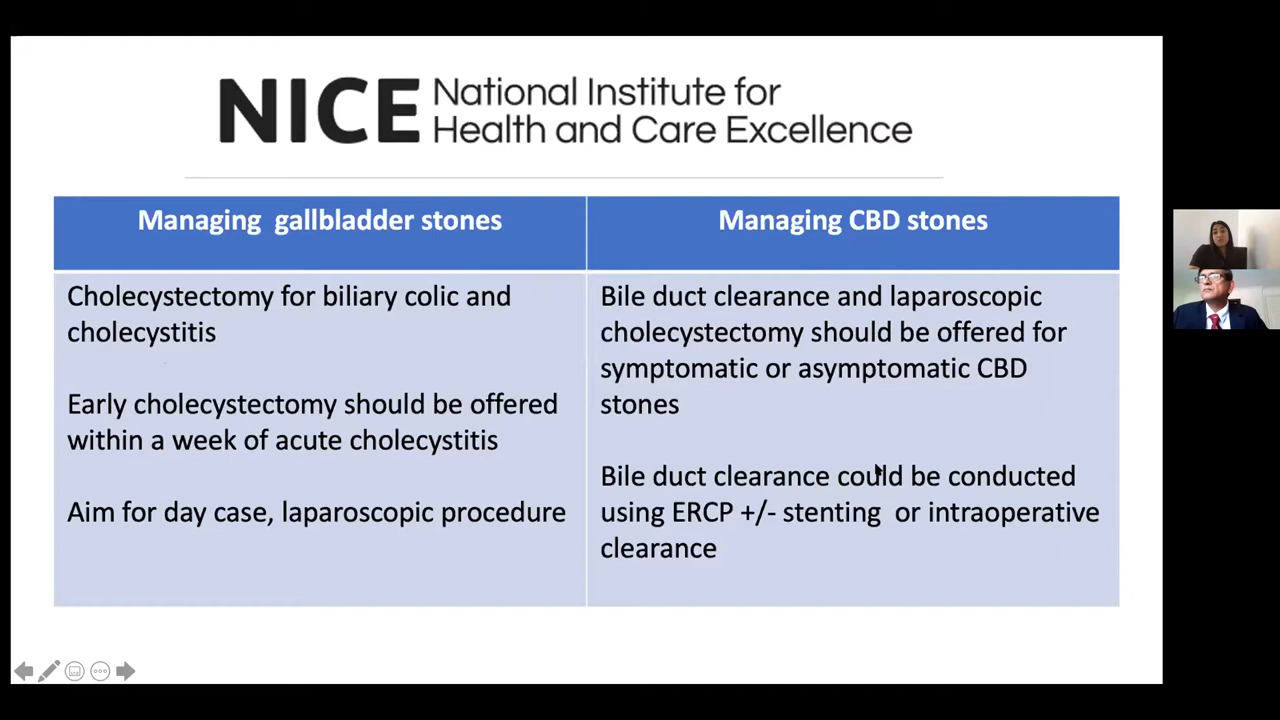 NICE National Institute for
Health and Care Excellence
Managing gallbladder stones
Cholecystectomy for biliary colic and
cholecystitis
Early cholecystectomy should be offered
within a week of acute cholecystitis
Aim for day case, laparoscopic procedure
Managing CBD stones
Bile duct clearance and laparoscopic
cholecystectomy should be offered for
symptomatic or asymptomatic CBD
stones
Bile duct clearance could be conducted
using ERCP +/- stenting or intraoperative
clearance